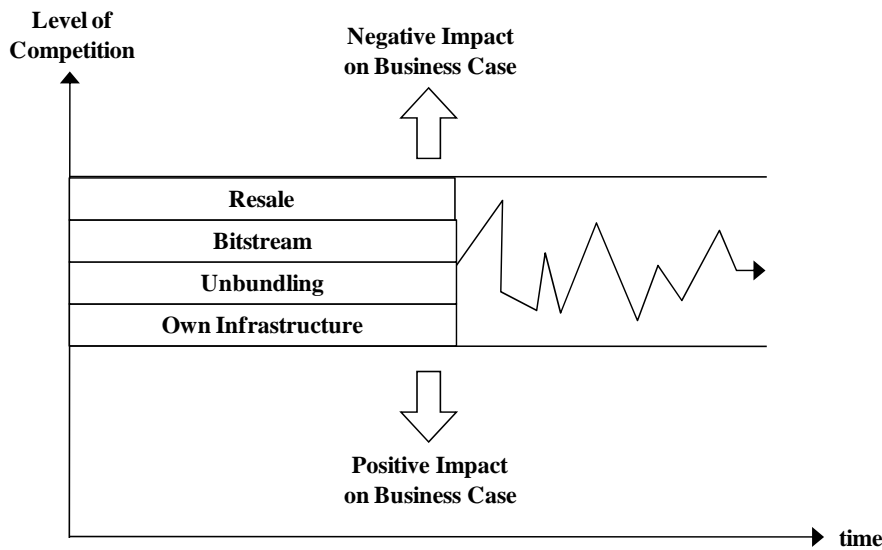 Level of
Competition
Negative Impact
on Business Case
Resale
Bitstream
Unbundling
Own Infrastructure
Positive Impact
on Business Case
time